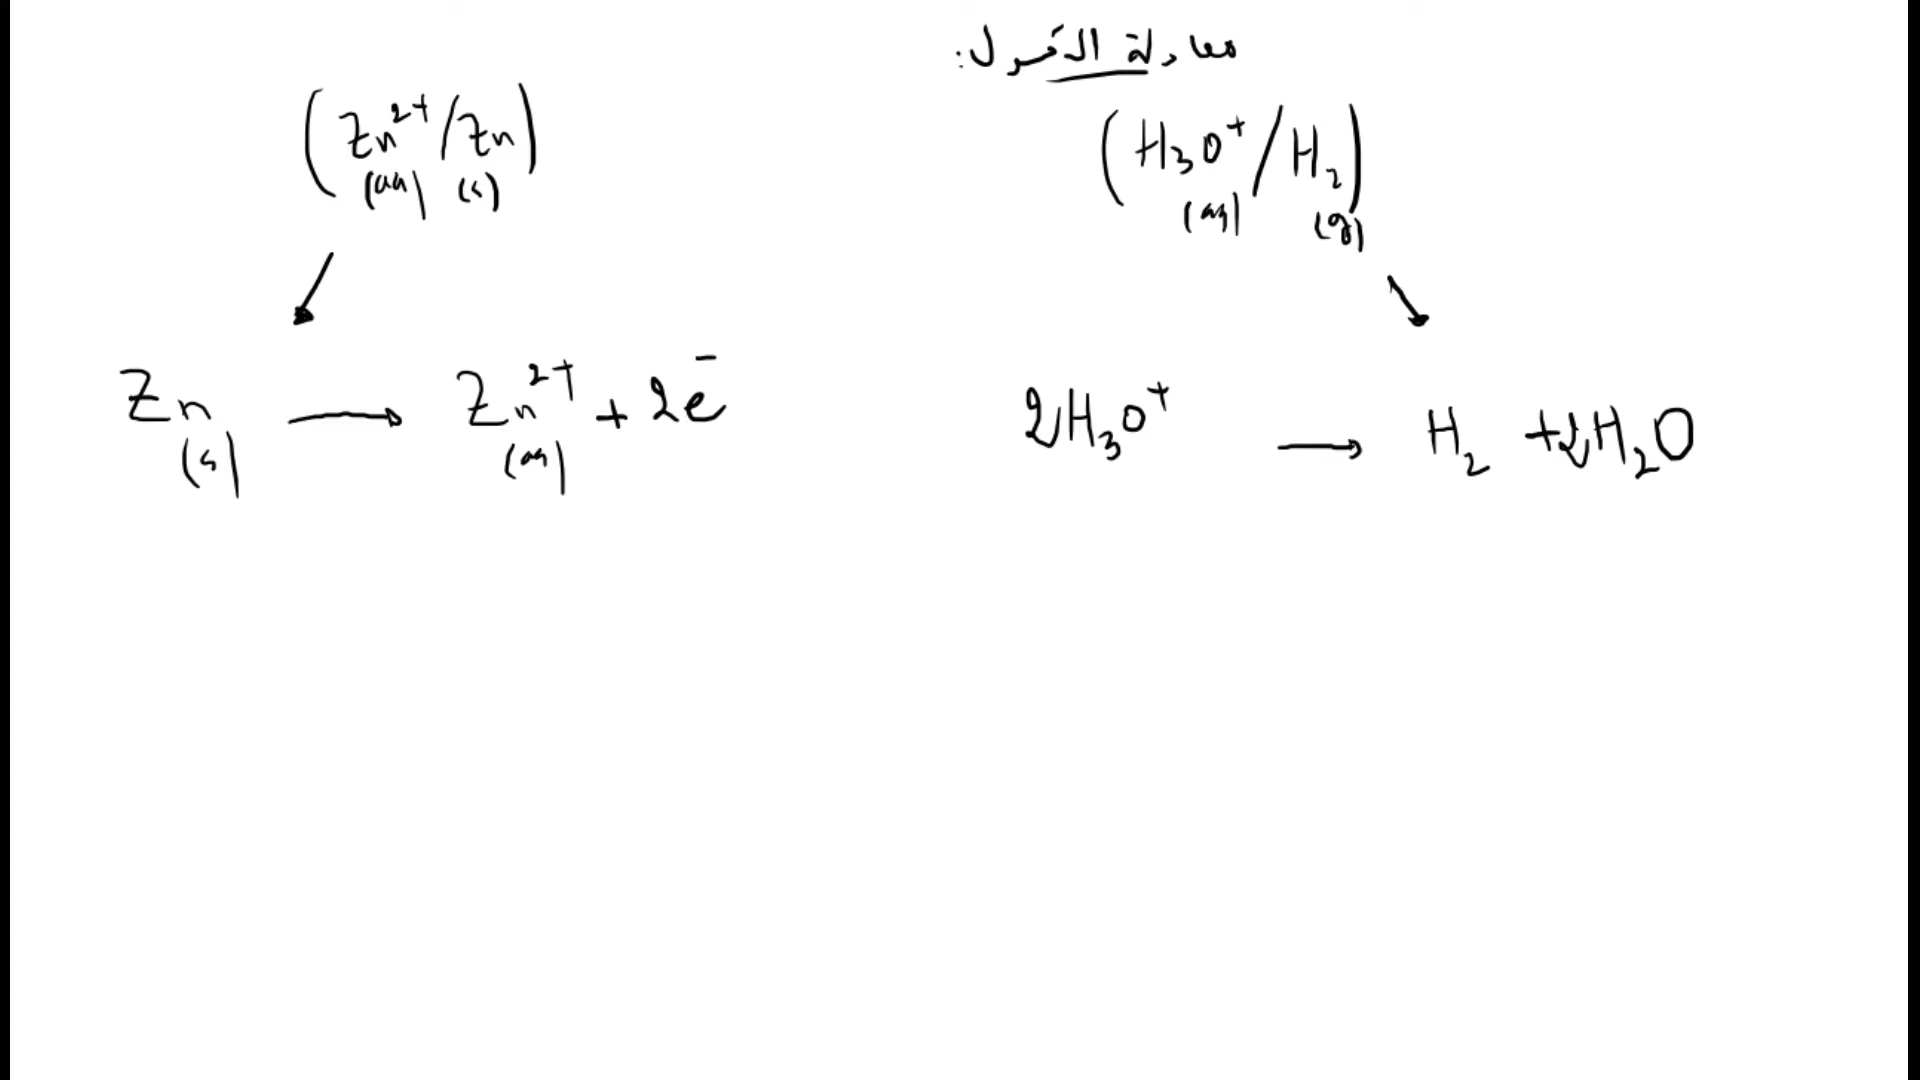 معادلة التحول:
(Zn²⁺/Zn) (H₃O⁺/H₂)
(aq) (s) (aq) (g)
Zn → Zn²⁺ + 2e⁻ 2H₃O⁺ → H₂ + 2H₂O
(s) (aq)